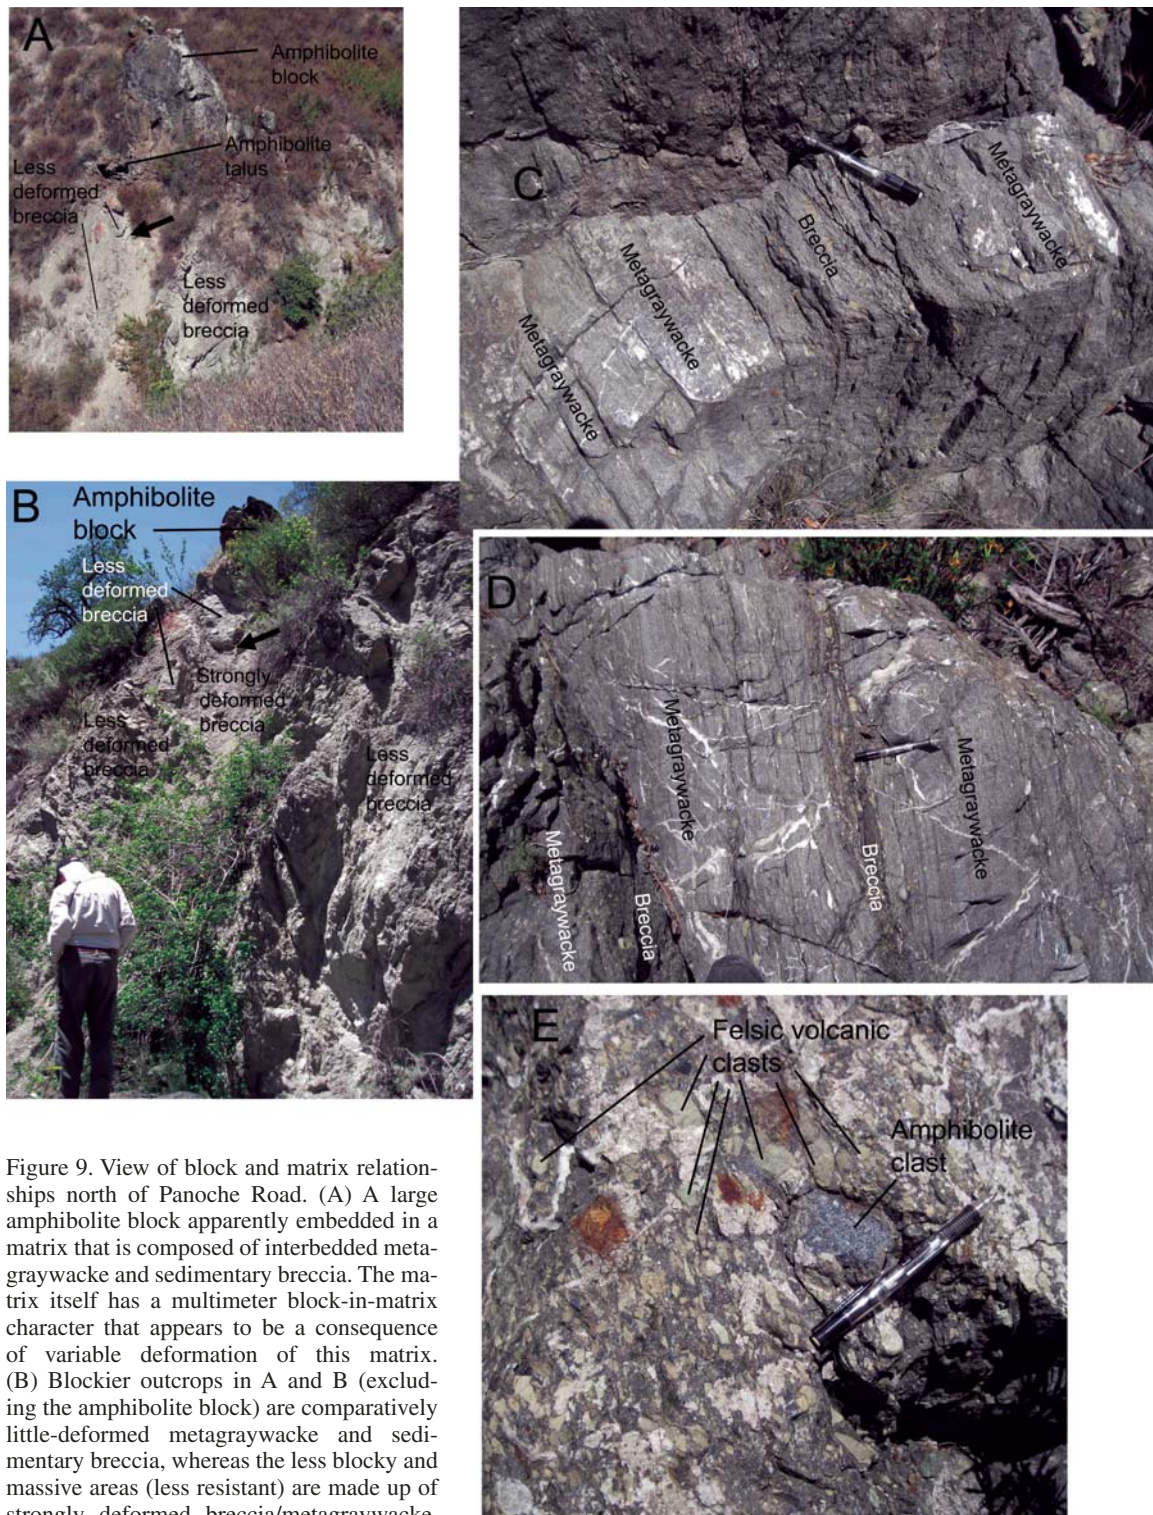 A
Amphibolite
block
Amphibolite
talus
Less
deformed
breccia
Less
deformed
breccia
C
Metagraywacke
Breccia
Metagraywacke
Metagraywacke
B
Amphibolite
block
Less
deformed
breccia
Strongly
deformed
breccia
Less
deformed
breccia
Less
deformed
breccia
D
Metagraywacke
Breccia
Metagraywacke
Breccia
Metagraywacke
E
Felsic volcanic
clasts
Amphibolite
clast
Figure 9. View of block and matrix relation-
ships north of Panoche Road. (A) A large
amphibolite block apparently embedded in a
matrix that is composed of interbedded meta-
graywacke and sedimentary breccia. The ma-
trix itself has a multimeter block-in-matrix
character that appears to be a consequence
of variable deformation of this matrix.
(B) Blockier outcrops in A and B (exclud-
ing the amphibolite block) are comparatively
little-deformed metagraywacke and sedi-
mentary breccia, whereas the less blocky and
massive areas (less resistant) are made up of
strongly deformed breccia/metagraywacke.